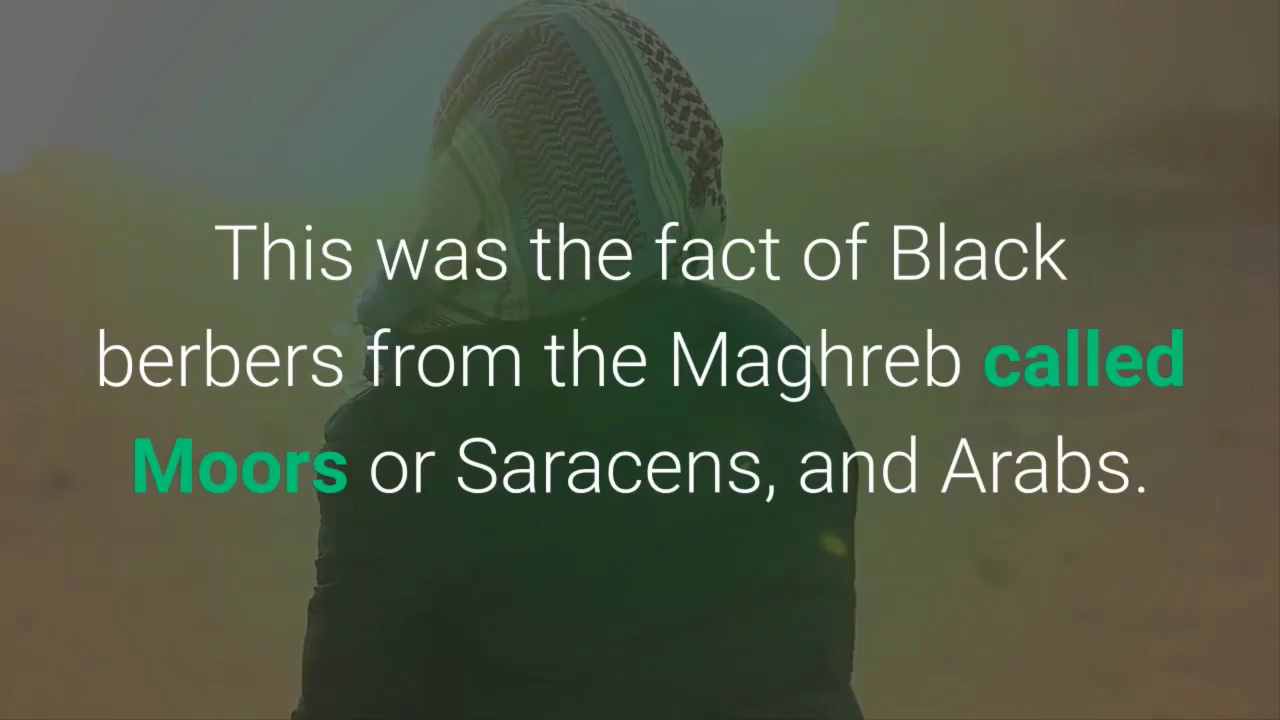 This was the fact of Black
berbers from the Maghreb called
Moors or Saracens, and Arabs.